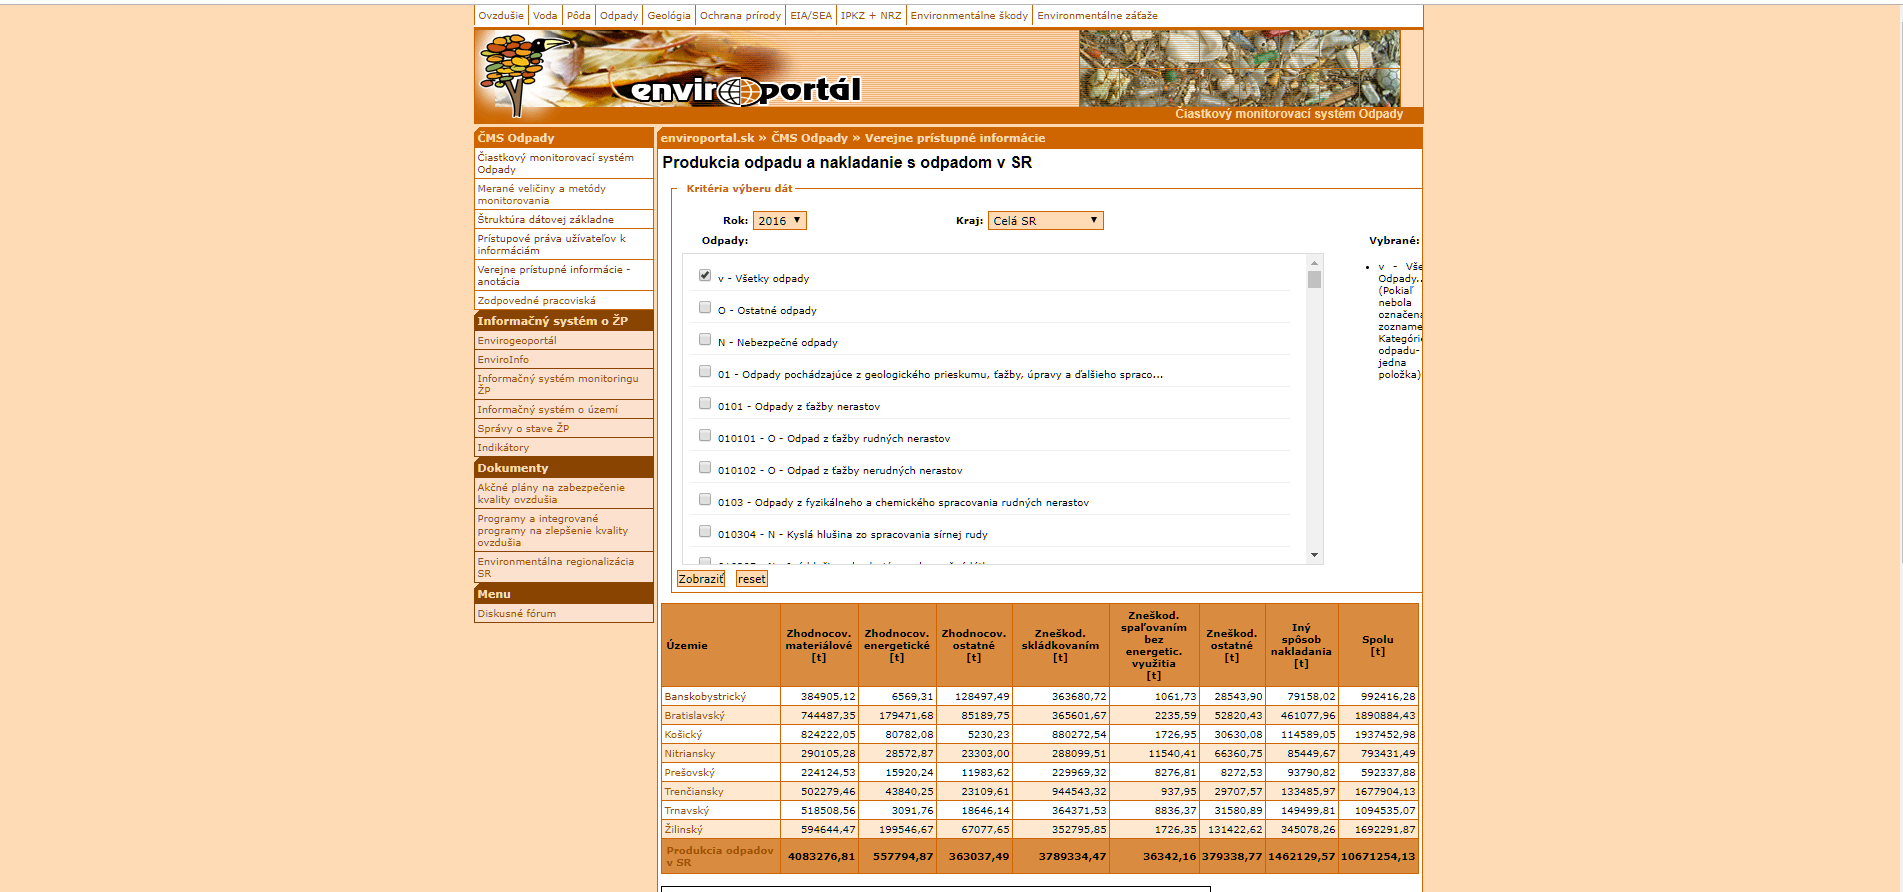 Ovzdušie Voda Pôda Odpady Geológia Ochrana prírody EIA/SEA IPKZ + NRZ Environmentálne škody Environmentálne záťaže
enviroportál
Čiastkový monitorovací systém Odpady
ČMS Odpady
Čiastkový monitorovací systém
Odpady
Merané veličiny a metódy
monitorovania
Štruktúra dátovej základne
Prístupové práva užívateľov k
informáciám
Verejne prístupné informácie -
anotácia
Zodpovedné pracoviská
Informačný systém o ŽP
Envirogeoportál
EnviroInfo
Informačný systém monitoringu
ŽP
Informačný systém o území
Správy o stave ŽP
Indikátory
Dokumenty
Akčné plány na zabezpečenie
kvality ovzdušia
Programy a integrované
programy na zlepšenie kvality
ovzdušia
Environmentálna regionalizácia
SR
Menu
Diskusné fórum
enviroportal.sk » ČMS Odpady » Verejne prístupné informácie
Produkcia odpadu a nakladanie s odpadom v SR
Kritéria výberu dát
Rok: 2016 Kraj: Celá SR
Odpady:
v - Všetky odpady
O - Ostatné odpady
N - Nebezpečné odpady
01 - Odpady pochádzajúce z geologického prieskumu, ťažby, úpravy a ďalšieho spraco...
0101 - Odpady z ťažby nerastov
010101 - O - Odpad z ťažby rudných nerastov
010102 - O - Odpad z ťažby nerudných nerastov
0103 - Odpady z fyzikálneho a chemického spracovania rudných nerastov
010304 - N - Kyslá hlušina zo spracovania sírnej rudy
Vybrané:
v - Vše
Odpady..
(Pokiaľ
nebola
označena
zozname
Kategórie
odpadu-
jedna
položka)
Zobraziť reset
Územie Zhodnocov. materiálové [t] Zhodnocov. energetické [t] Zhodnocov. ostatné [t] Zneškod. skládkovaním [t] Zneškod. spaľovaním bez energetic. využitia [t] Zneškod. ostatné [t] Iný spôsob nakladania [t] Spolu [t]
Banskobystrický 384905,12 6569,31 128497,49 363680,72 1061,73 28543,90 79158,02 992416,28
Bratislavský 744487,35 179471,68 85189,75 365601,67 2235,59 52820,43 461077,96 1890884,43
Košický 824222,05 80782,08 5230,23 880272,54 1726,95 30630,08 114589,05 1937452,98
Nitriansky 290105,28 28572,87 23303,00 288099,51 11540,41 66360,75 85449,67 793431,49
Prešovský 224124,53 15920,24 11983,62 229969,32 8276,81 8272,53 93790,82 592337,88
Trenčiansky 502279,46 43840,25 23109,61 944543,32 937,95 29707,57 133485,97 1677904,13
Trnavský 518508,56 3091,76 18646,14 364371,53 8836,37 31580,89 149499,81 1094535,07
Žilinský 594644,47 199546,67 67077,65 352795,85 1726,35 131422,62 345078,26 1692291,87
Produkcia odpadov v SR 4083276,81 557794,87 363037,49 3789334,47 36342,16 379338,77 1462129,57 10671254,13